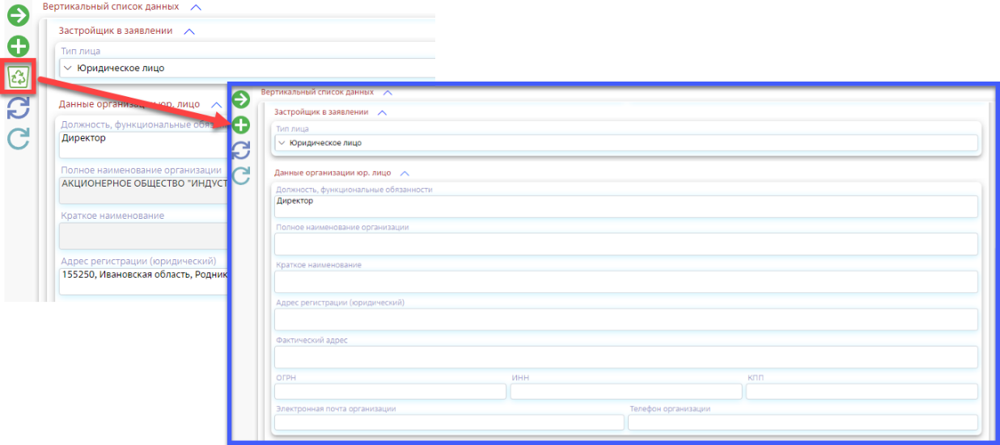 Вертикальный список данных
Застройщик в заявлении
Тип лица
Юридическое лицо
Данные организации юр. лицо
Должность, функциональные обяза
Директор
Полное наименование организации
АКЦИОНЕРНОЕ ОБЩЕСТВО "ИНДУСТ
Краткое наименование
Адрес регистрации (юридический)
155250, Ивановская область, Родник
Вертикальный список данных
Застройщик в заявлении
Тип лица
Юридическое лицо
Данные организации юр. лицо
Должность, функциональные обязанности
Директор
Полное наименование организации
Краткое наименование
Адрес регистрации (юридический)
Фактический адрес
ОГРН ИНН КПП
Электронная почта организации Телефон организации